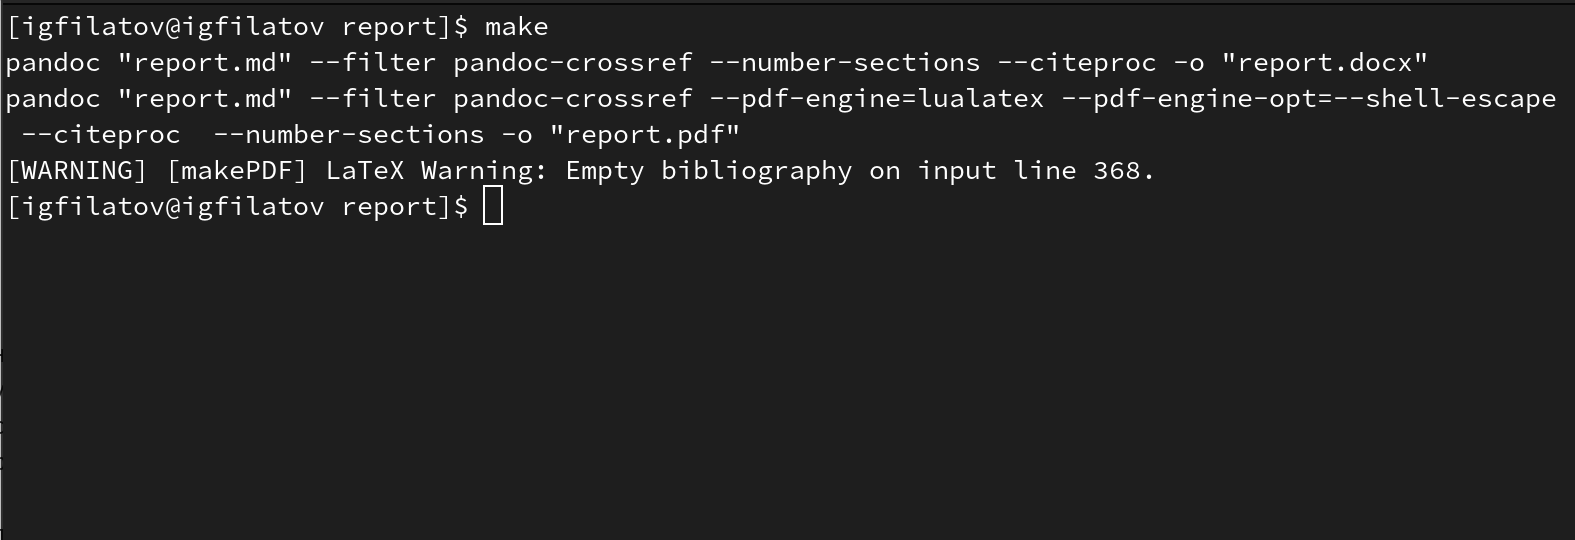 [igfilatov@igfilatov report]$ make
pandoc "report.md" --filter pandoc-crossref --number-sections --citeproc -o "report.docx"
pandoc "report.md" --filter pandoc-crossref --pdf-engine=lualatex --pdf-engine-opt=--shell-escape
 --citeproc  --number-sections -o "report.pdf"
[WARNING] [makePDF] LaTeX Warning: Empty bibliography on input line 368.
[igfilatov@igfilatov report]$